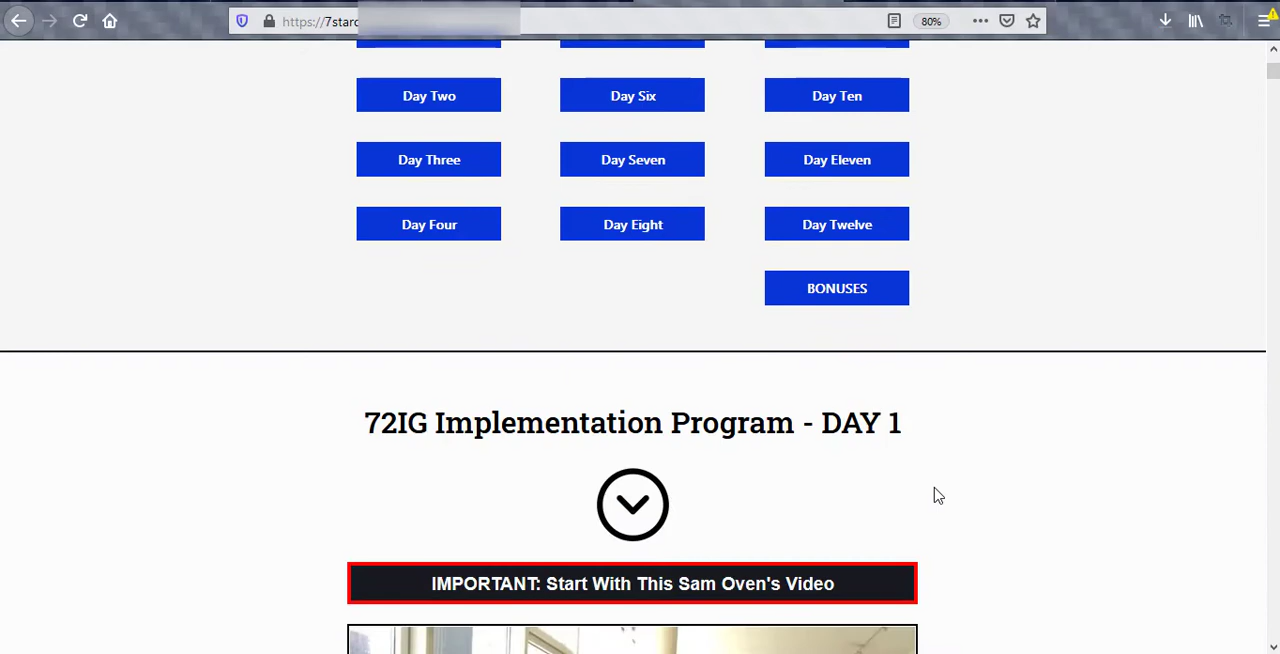 https://7starc
80%
Day Two
Day Six
Day Ten
Day Three
Day Seven
Day Eleven
Day Four
Day Eight
Day Twelve
BONUSES
72IG Implementation Program - DAY 1
IMPORTANT: Start With This Sam Oven's Video